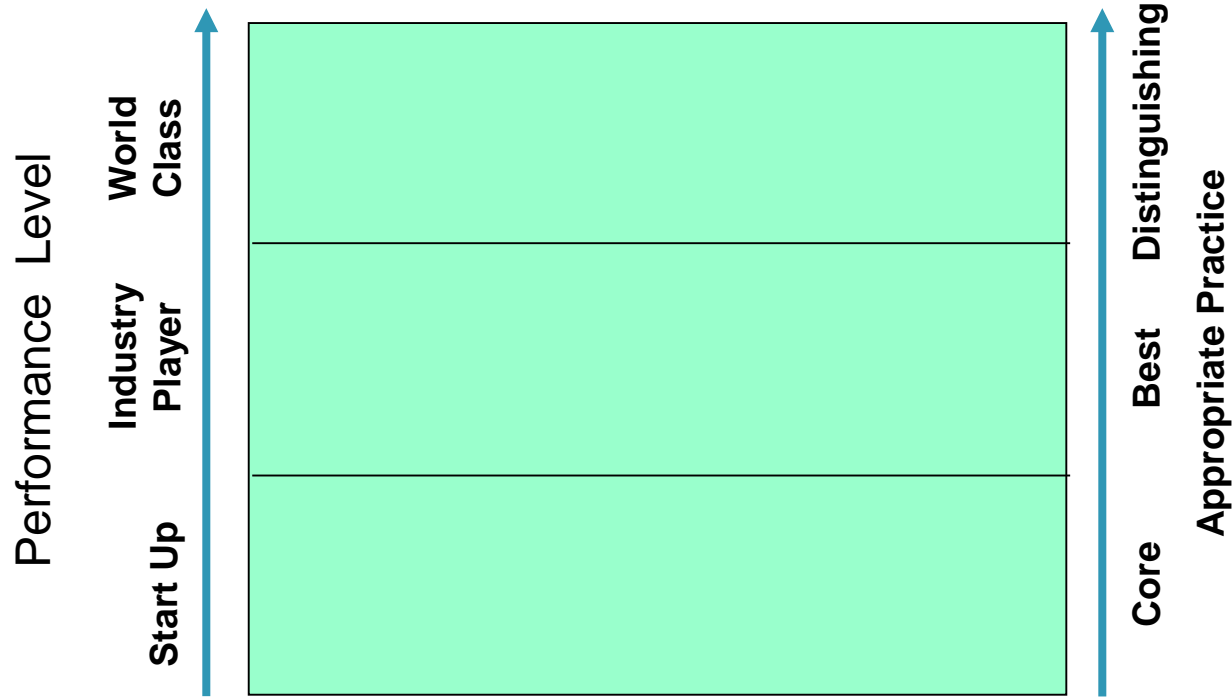 Performance Level
World
Class
Industry
Player
Start Up
Distinguishing
Best
Core
Appropriate Practice